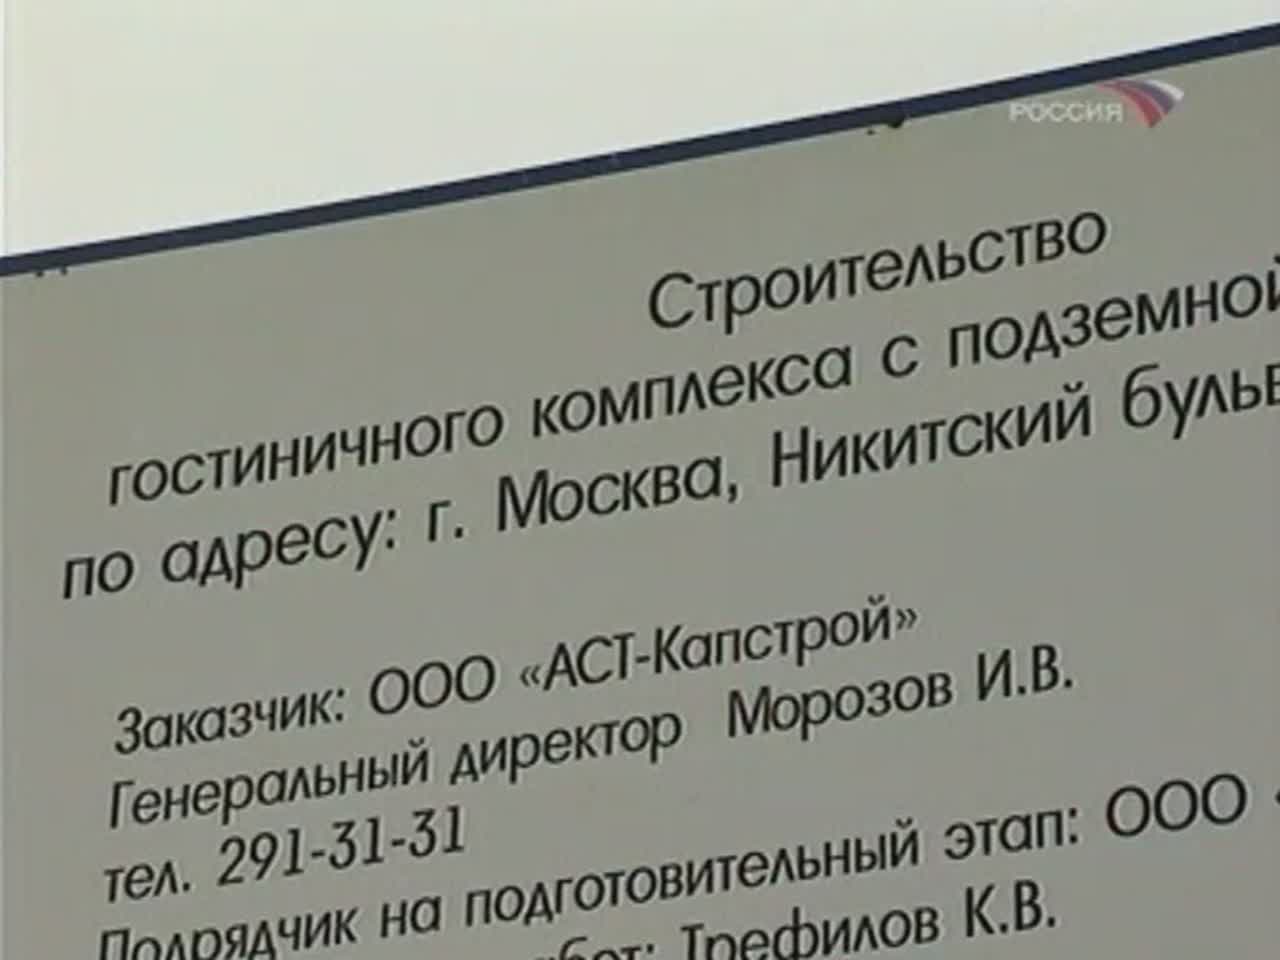 РОССИЯ
Строительство
гостиничного комплекса с подземной
по адресу: г. Москва, Никитский
Заказчик: ООО «АСТ-Капстрой»
Генеральный директор Морозов И.В.
тел. 291-31-31
Подрядчик на подготовительный этап: ООО
Трефилов К.В.